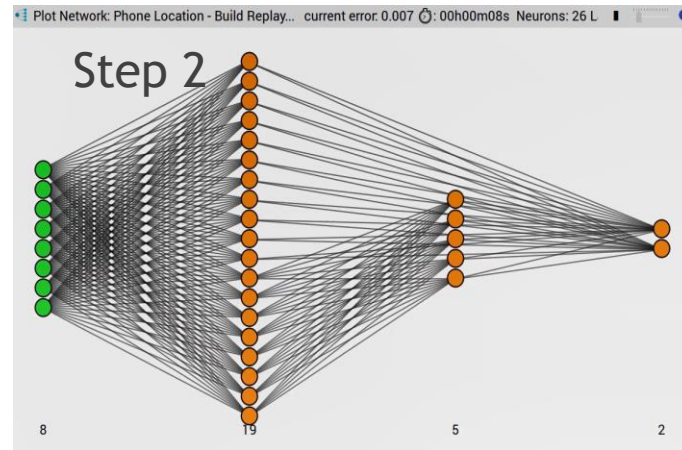 Plot Network: Phone Location - Build Replay... current error: 0.007 : 00h00m08s Neurons: 26 L
Step 2
8 19 5 2